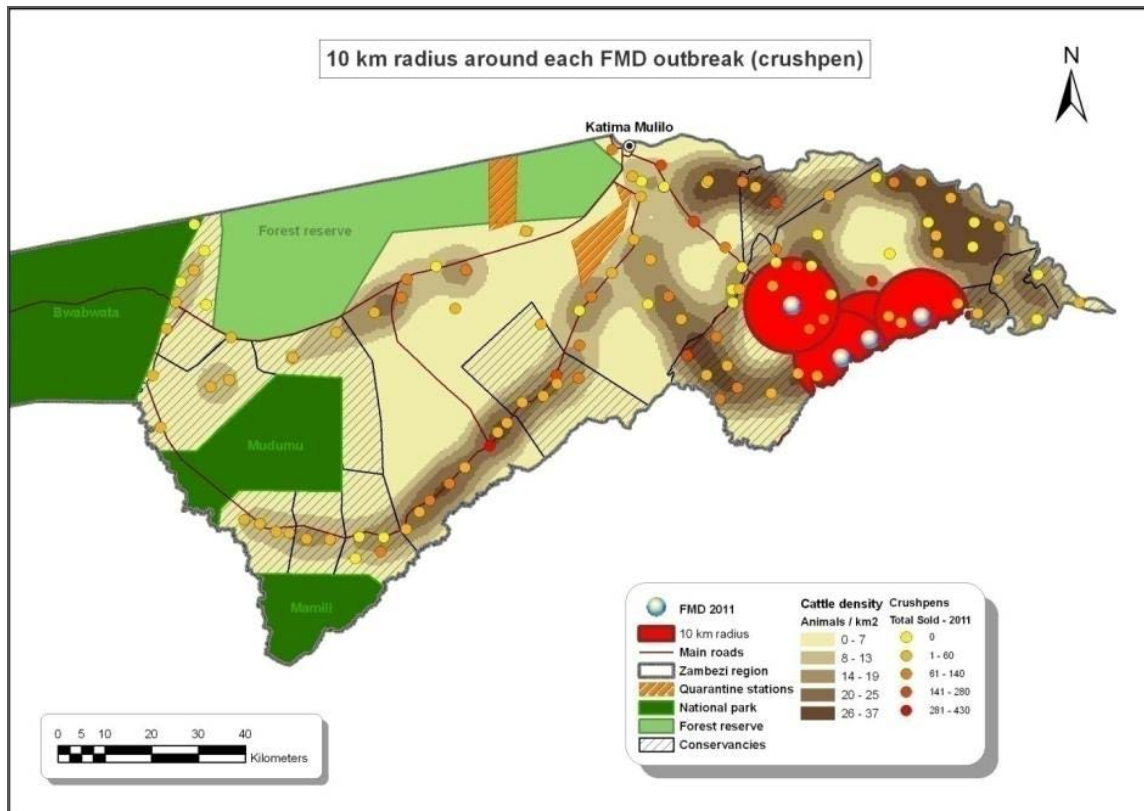 10 km radius around each FMD outbreak (crushpen)
N
Katima Mulilo
Forest reserve
Bwabwata
Mudumu
Mamili
0 5 10 20 30 40
Kilometers
FMD 2011
10 km radius
Main roads
Zambezi region
Quarantine stations
National park
Forest reserve
Conservancies
Cattle density
Animals / km2
0 - 7
8 - 13
14 - 19
20 - 25
26 - 37
Crushpens
Total Sold - 2011
0
1 - 60
61 - 140
141 - 280
281 - 430